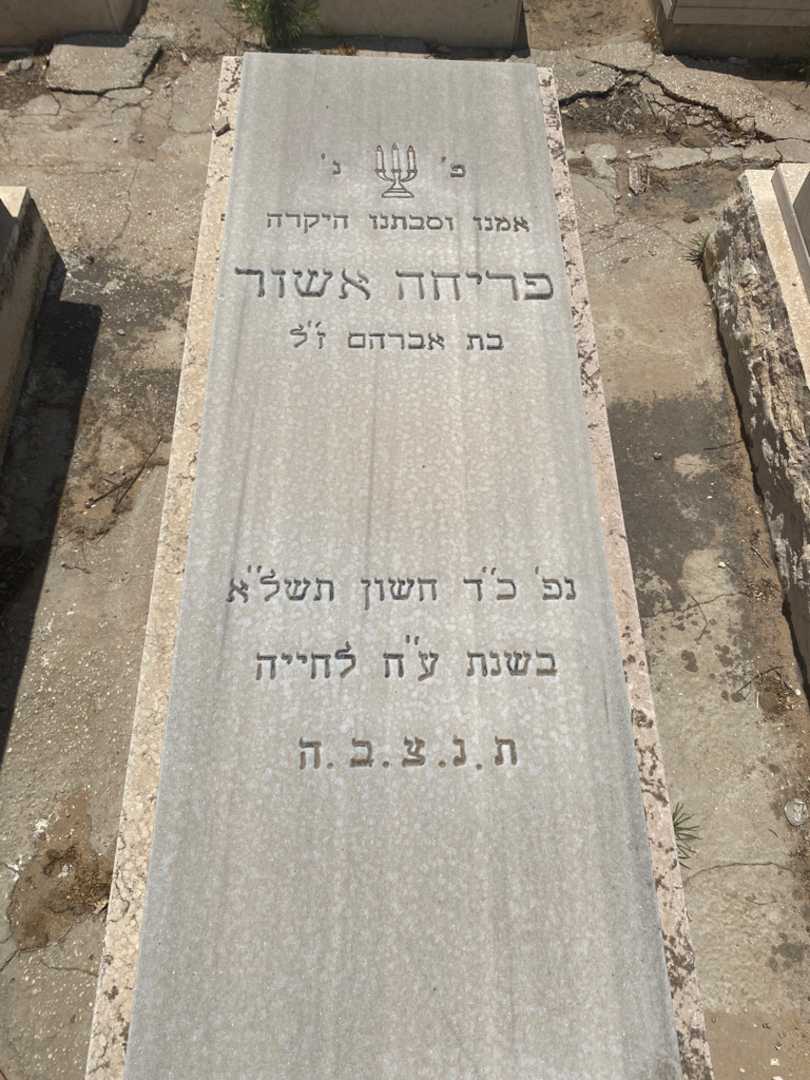 פ' נ'
אמנו וסבתנו היקרה
פריחה אשור
בת אברהם ז"ל
נפ' כ"ד חשון תשל"א
בשנת ע"ח לחייה
ת.נ.צ.ב.ה